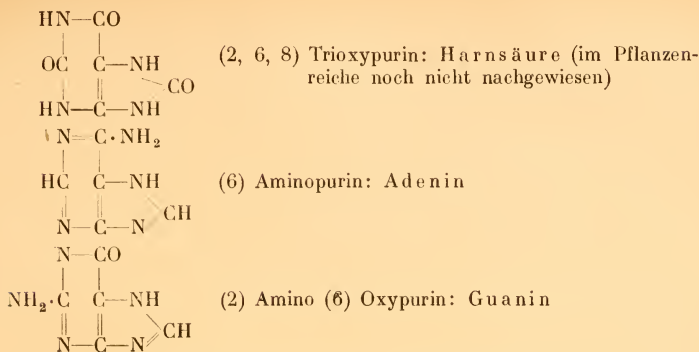 HN—CO
OC C—NH
CO
HN—C—NH
(2, 6, 8) Trioxypurin: Harnsäure (im Pflanzen-
reiche noch nicht nachgewiesen)
N=C·NH₂
HC C—NH
CH
N—C—N
(6) Aminopurin: Adenin
N—CO
NH₂·C C—NH
CH
N—C—N
(2) Amino (6) Oxypurin: Guanin